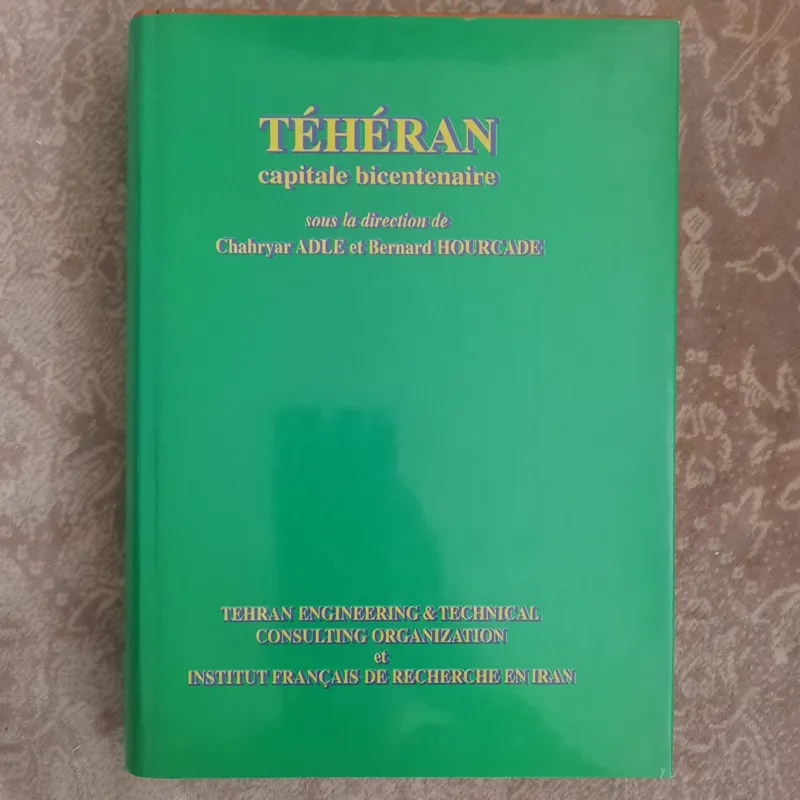 TÉHÉRAN
capitale bicentenaire
sous la direction de
Chahryar ADLE et Bernard HOURCADE
TEHRAN ENGINEERING & TECHNICAL
CONSULTING ORGANIZATION
et
INSTITUT FRANÇAIS DE RECHERCHE EN IRAN